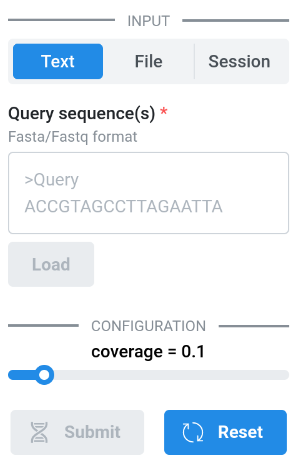 INPUT
Text File Session
Query sequence(s) *
Fasta/Fastq format
>Query
ACCGTAGCCTTAGAATTA
Load
CONFIGURATION
coverage = 0.1
Submit Reset